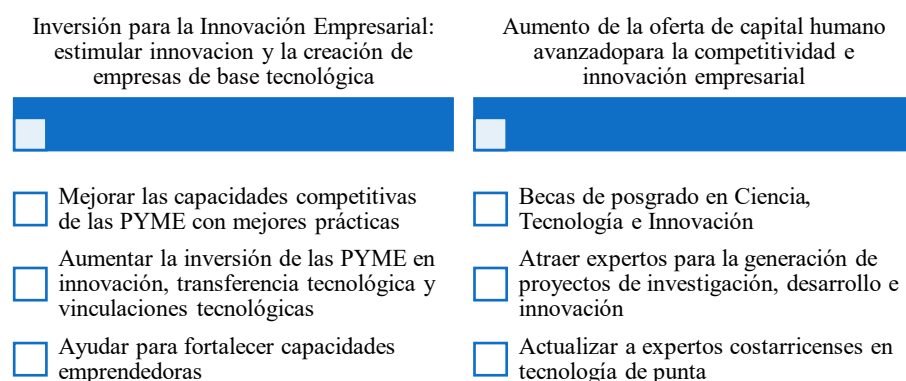 Inversión para la Innovación Empresarial:
estimular innovacion y la creación de
empresas de base tecnológica
Mejorar las capacidades competitivas
de las PYME con mejores prácticas
Aumentar la inversión de las PYME en
innovación, transferencia tecnológica y
vinculaciones tecnológicas
Ayudar para fortalecer capacidades
emprendedoras
Aumento de la oferta de capital humano
avanzadopara la competitividad e
innovación empresarial
Becas de posgrado en Ciencia,
Tecnología e Innovación
Atraer expertos para la generación de
proyectos de investigación, desarrollo e
innovación
Actualizar a expertos costarricenses en
tecnología de punta